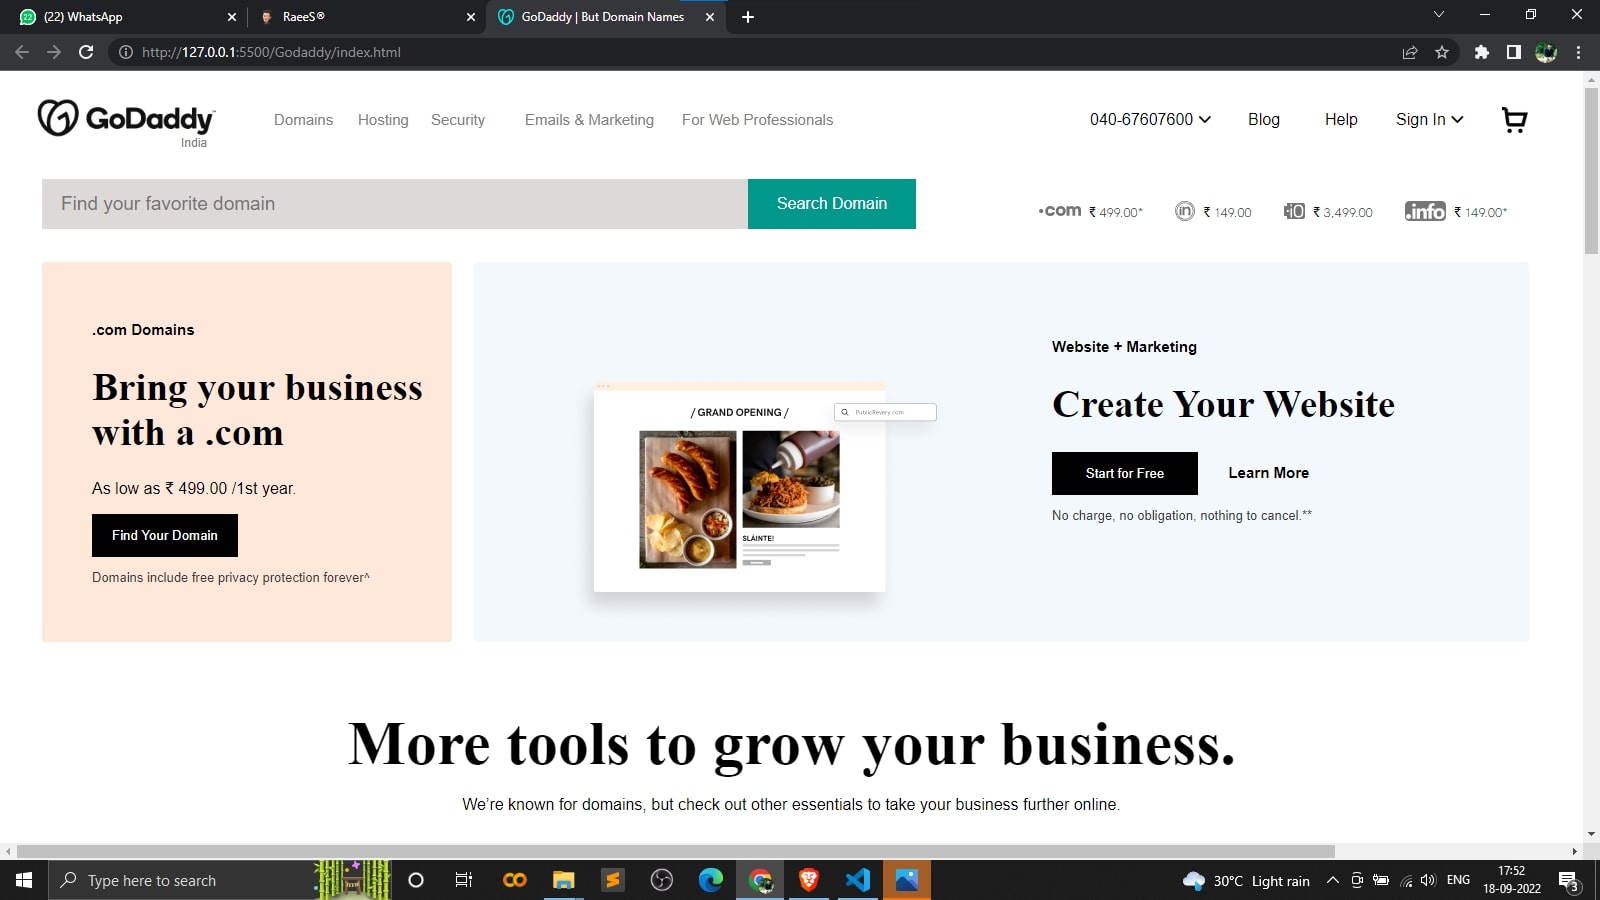 (22) WhatsApp
RaeeS®
GoDaddy | But Domain Names
http://127.0.0.1:5500/Godaddy/index.html
GoDaddy™
India
Domains Hosting Security Emails & Marketing For Web Professionals
040-67607600 Blog Help Sign In
Find your favorite domain
Search Domain
.com ₹ 499.00* in ₹ 149.00 :iO ₹ 3,499.00 .info ₹ 149.00*
.com Domains
Bring your business
with a .com
As low as ₹ 499.00 /1st year.
Find Your Domain
Domains include free privacy protection forever^
/ GRAND OPENING /
PublicRevery.com
SLÁINTE!
Website + Marketing
Create Your Website
Start for Free
Learn More
No charge, no obligation, nothing to cancel.**
More tools to grow your business.
We’re known for domains, but check out other essentials to take your business further online.
Type here to search
30°C Light rain
ENG
17:52
18-09-2022
3